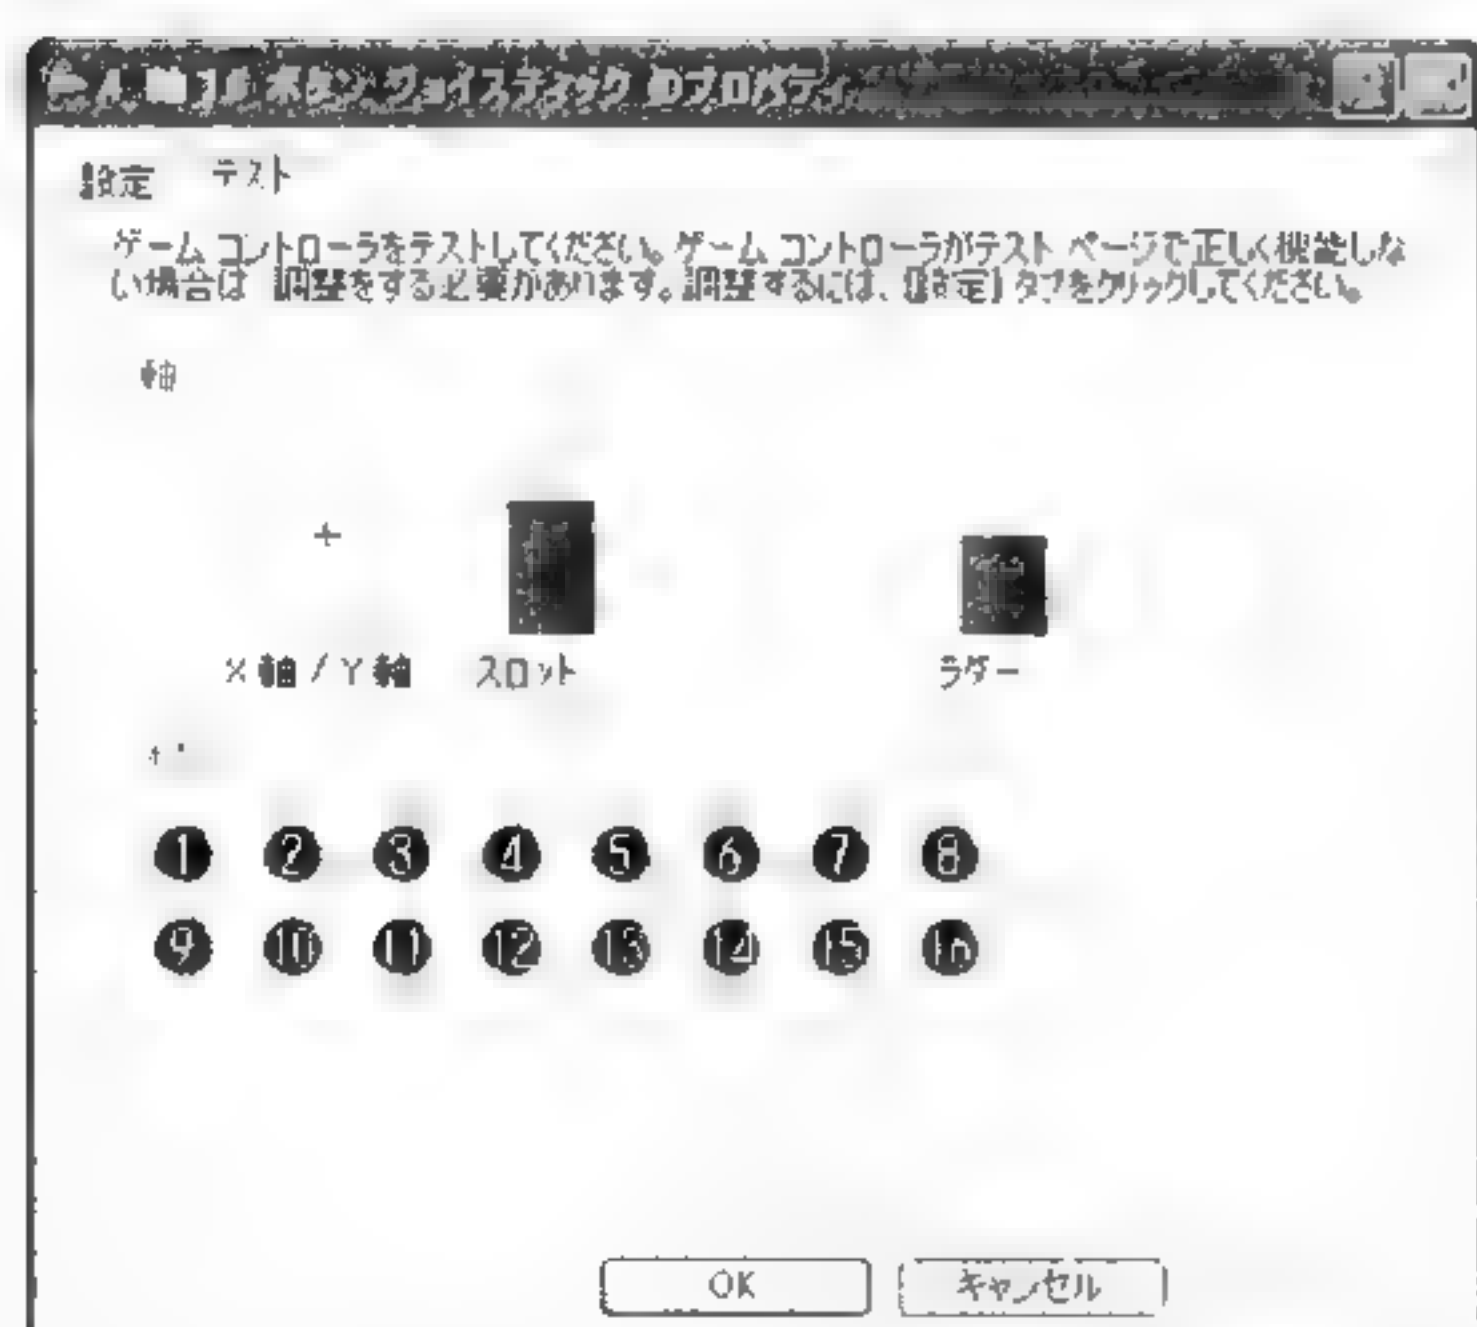 16 ボタン ジョイスティック のプロパティ
設定 テスト
ゲーム コントローラをテストしてください。ゲーム コントローラがテスト ページで正しく機能しな
い場合は 調整をする必要があります。調整するには、[設定] タブをクリックしてください。
軸
X 軸 / Y 軸 スロット ラダー
1 2 3 4 5 6 7 8
9 10 11 12 13 14 15 16
OK キャンセル